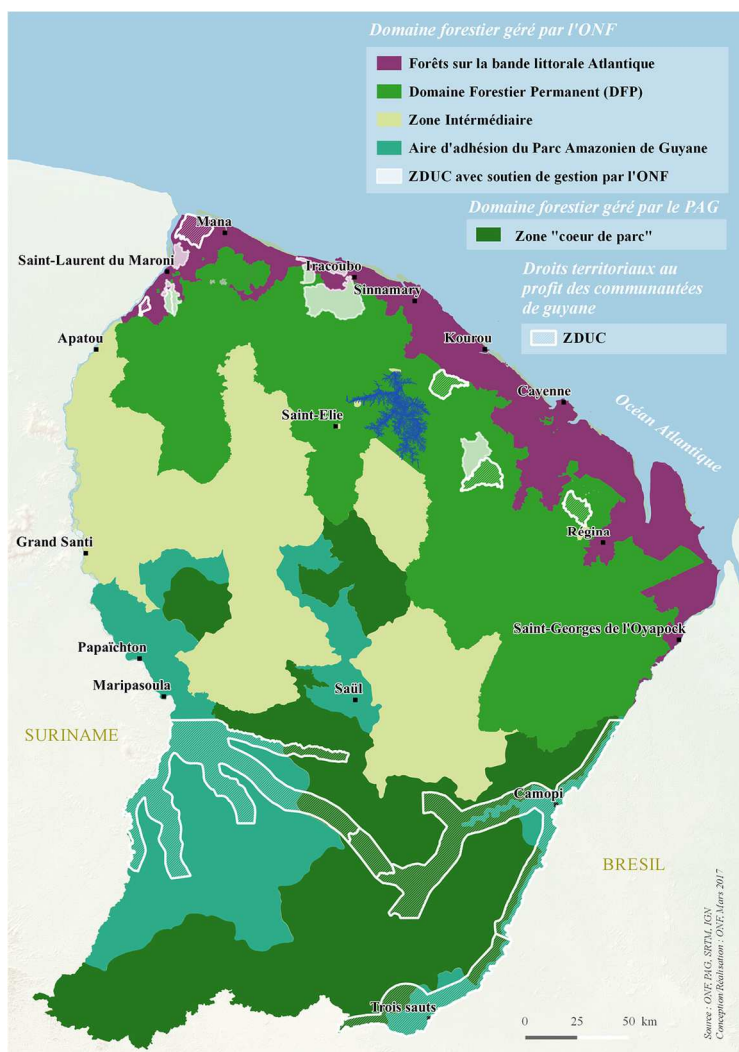 Domaine forestier géré par l'ONF
Forêts sur la bande littorale Atlantique
Domaine Forestier Permanent (DFP)
Zone Intérmédiaire
Aire d'adhésion du Parc Amazonien de Guyane
ZDUC avec soutien de gestion par l'ONF
Domaine forestier géré par le PAG
Zone "coeur de parc"
Droits territoriaux au
profit des communautées
de guyane
ZDUC
Mana
Saint-Laurent du Maroni
Iracoubo
Sinnamary
Apatou
Kourou
Cayenne
Océan Atlantique
Saint-Elie
Grand Santi
Régina
Saint-Georges de l'Oyapock
Papaïchton
Maripasoula
Saül
SURINAME
Camopi
BRESIL
Trois sauts
0 25 50 km
Source : ONF, PAG, SRTM, IGN
Conception/Réalisation : ONF, Mars 2017